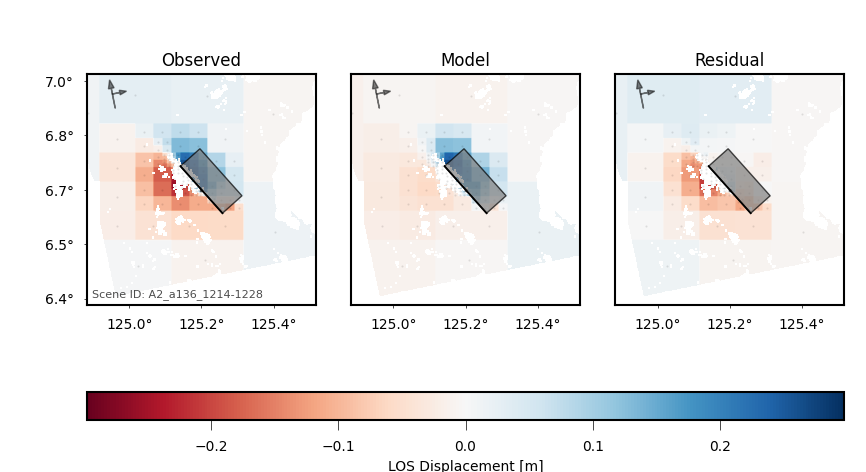 Observed
Model
Residual
7.0°
6.8°
6.7°
6.5°
6.4°
Scene ID: A2_a136_1214-1228
125.0° 125.2° 125.4°
125.0° 125.2° 125.4°
125.0° 125.2° 125.4°
−0.2 −0.1 0.0 0.1 0.2
LOS Displacement [m]